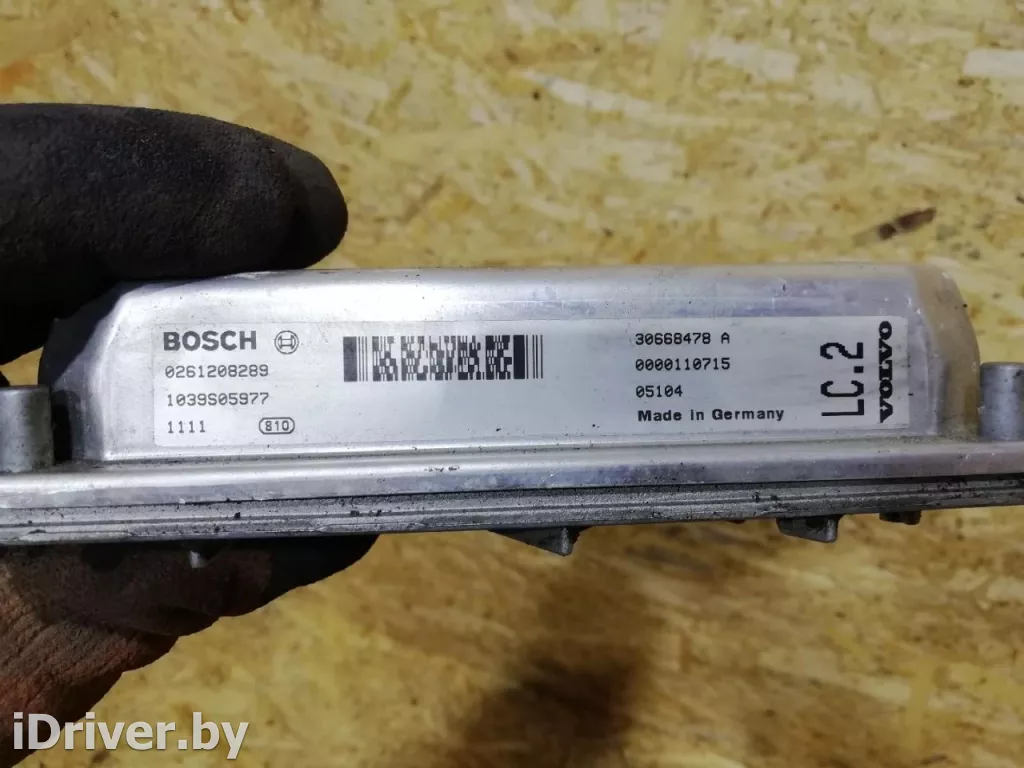 BOSCH
0261208289
1039S05977
1111 810
30668478 A
0000110715
05104
Made in Germany
LC.2
VOLVO
iDriver.by